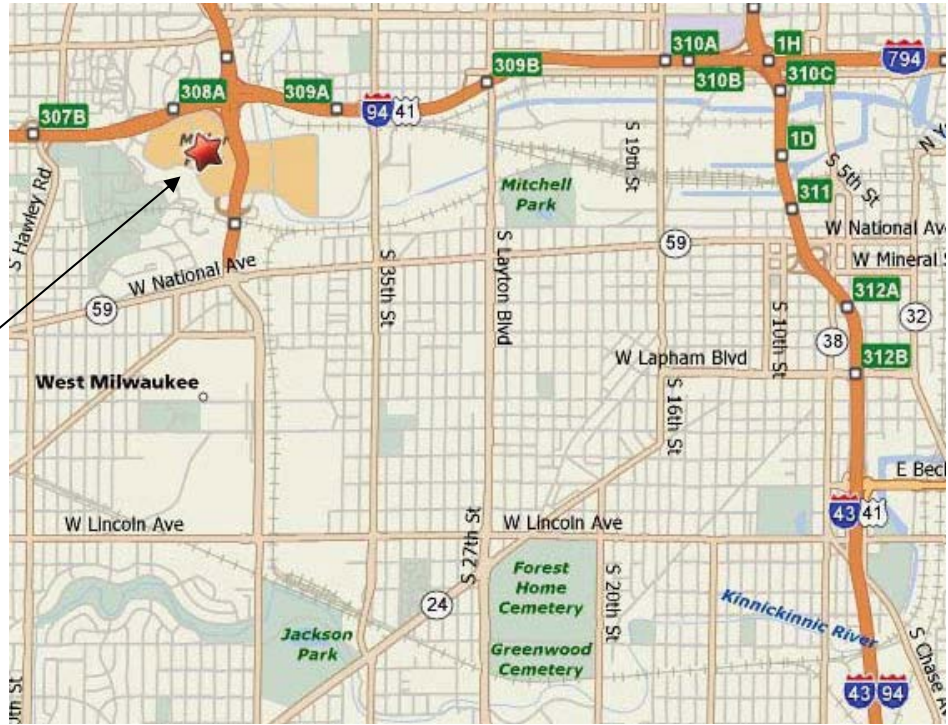 1H
310A
309B
794
310B
310C
308A
309A
94 41
307B
1D
S 19th St
S 5th St
S Hawley Rd
Mitchell
Park
311
W National Ave
59
W National Av
W Mineral S
59
S 35th St
S Layton Blvd
312A
S 10th St
38
32
W Lapham Blvd
312B
West Milwaukee
S 16th St
E Bec
43 41
W Lincoln Ave
S 27th St
W Lincoln Ave
Forest
Home
Cemetery
S 20th St
24
Kinnickinnic River
Jackson
Park
Greenwood
Cemetery
S Chase
43 94
th St